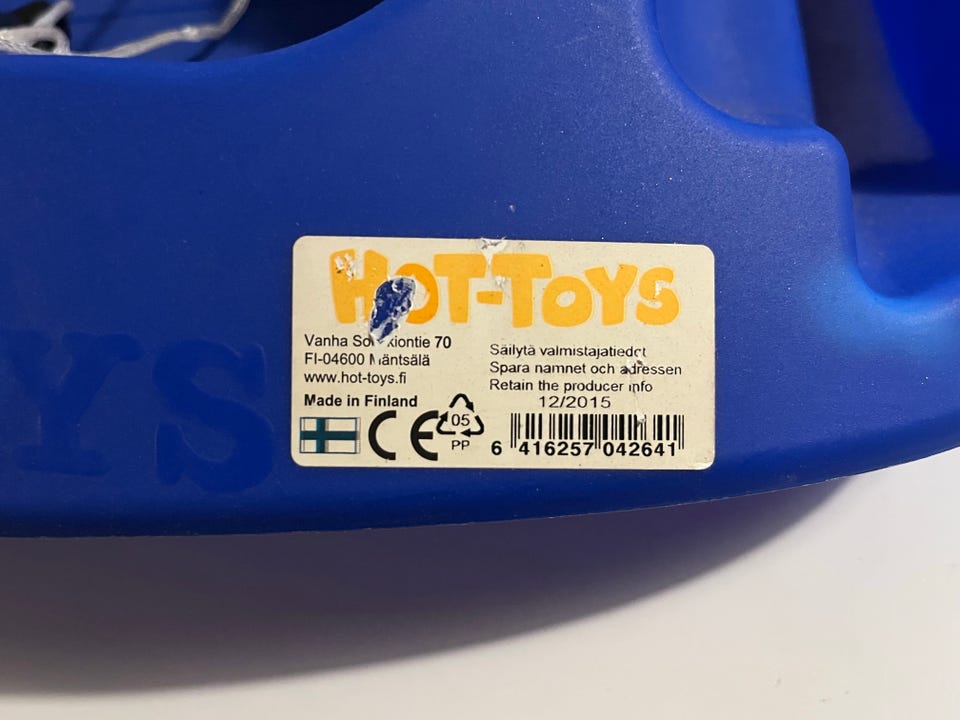 HOT-TOYS
Vanha 70
FI-04600 Mäntsälä
www.hot-toys.fi
Made in Finland
Säilytä valmistajatiedot
Spara namnet och adressen
Retain the producer info
12/2015
CE
05
PP
6 416257 042641
YS